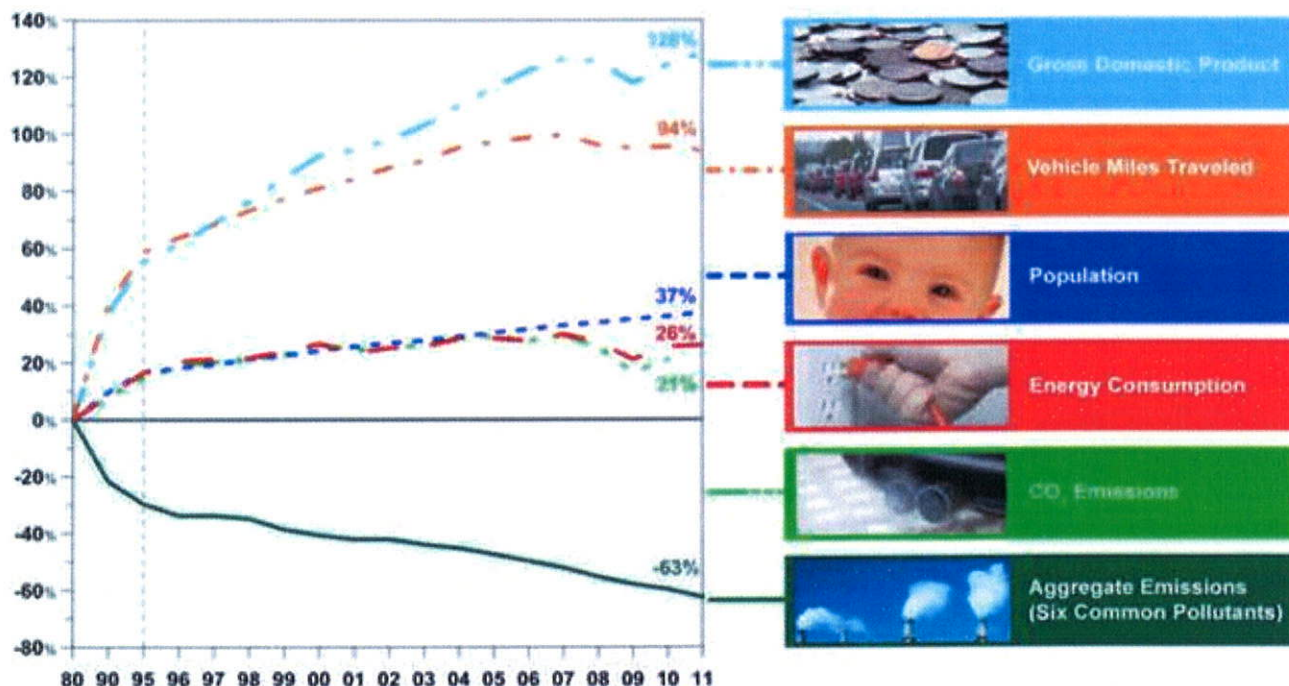 140%
120%
100%
80%
60%
40%
20%
0%
-20%
-40%
-60%
-80%
128%
94%
37%
26%
21%
-63%
80 90 95 96 97 98 99 00 01 02 03 04 05 06 07 08 09 10 11
Gross Domestic Product
Vehicle Miles Traveled
Population
Energy Consumption
CO₂ Emissions
Aggregate Emissions
(Six Common Pollutants)